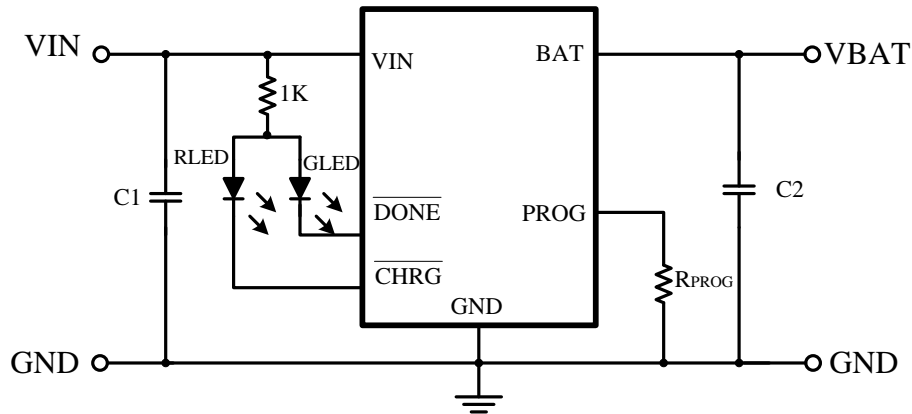 VIN
VIN
BAT
VBAT
1K
RLED
GLED
C1
DONE
PROG
C2
CHRG
RPROG
GND
GND
GND